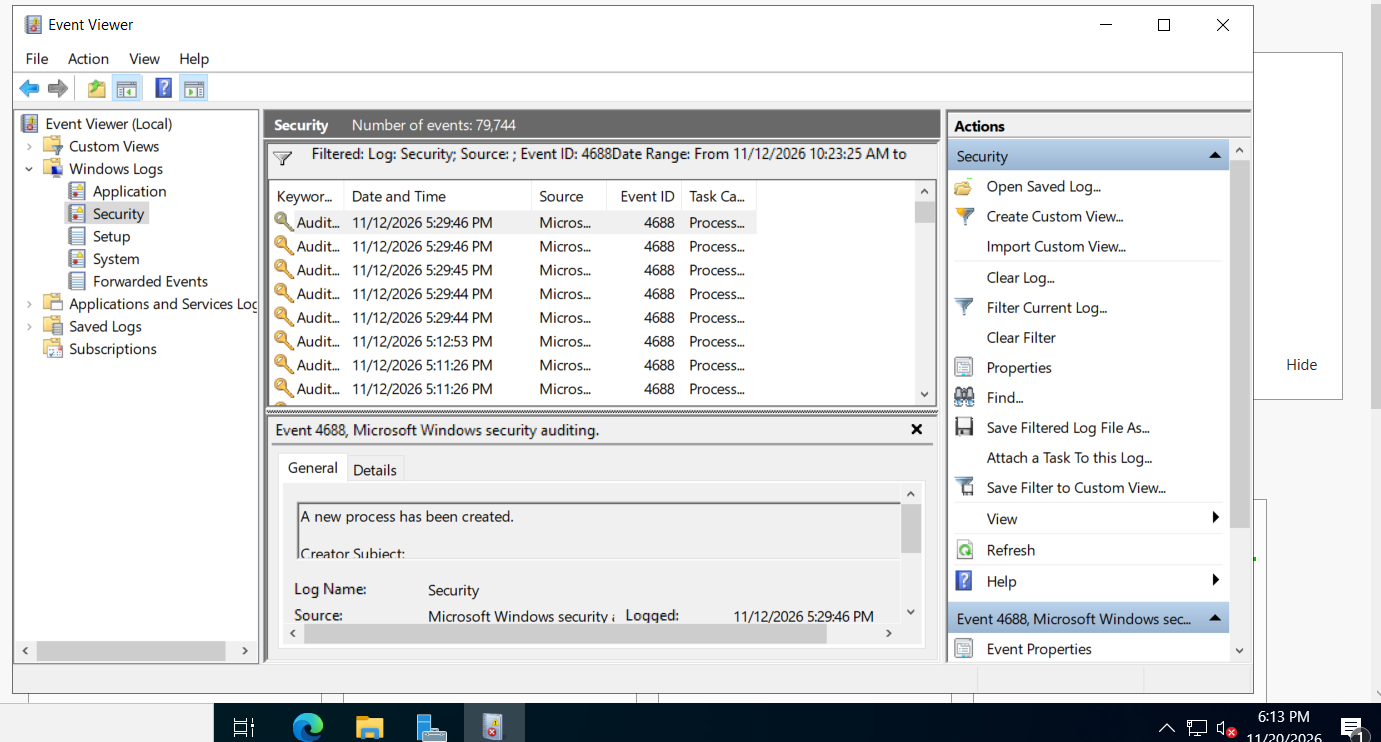 Event Viewer
File Action View Help
Event Viewer (Local)
Custom Views
Windows Logs
Application
Security
Setup
System
Forwarded Events
Applications and Services Log
Saved Logs
Subscriptions
Security Number of events: 79,744
Filtered: Log: Security; Source: ; Event ID: 4688Date Range: From 11/12/2026 10:23:25 AM to
Keywor... Date and Time Source Event ID Task Ca...
Audit... 11/12/2026 5:29:46 PM Micros... 4688 Process...
Audit... 11/12/2026 5:29:46 PM Micros... 4688 Process...
Audit... 11/12/2026 5:29:45 PM Micros... 4688 Process...
Audit... 11/12/2026 5:29:44 PM Micros... 4688 Process...
Audit... 11/12/2026 5:29:44 PM Micros... 4688 Process...
Audit... 11/12/2026 5:12:53 PM Micros... 4688 Process...
Audit... 11/12/2026 5:11:26 PM Micros... 4688 Process...
Audit... 11/12/2026 5:11:26 PM Micros... 4688 Process...
Event 4688, Microsoft Windows security auditing.
General Details
A new process has been created.
Creator Subject:
Log Name: Security
Source: Microsoft Windows security Logged: 11/12/2026 5:29:46 PM
Actions
Security
Open Saved Log...
Create Custom View...
Import Custom View...
Clear Log...
Filter Current Log...
Clear Filter
Properties
Find...
Save Filtered Log File As...
Attach a Task To this Log...
Save Filter to Custom View...
View
Refresh
Help
Event 4688, Microsoft Windows sec...
Event Properties
Hide
6:13 PM
11/20/2026
1